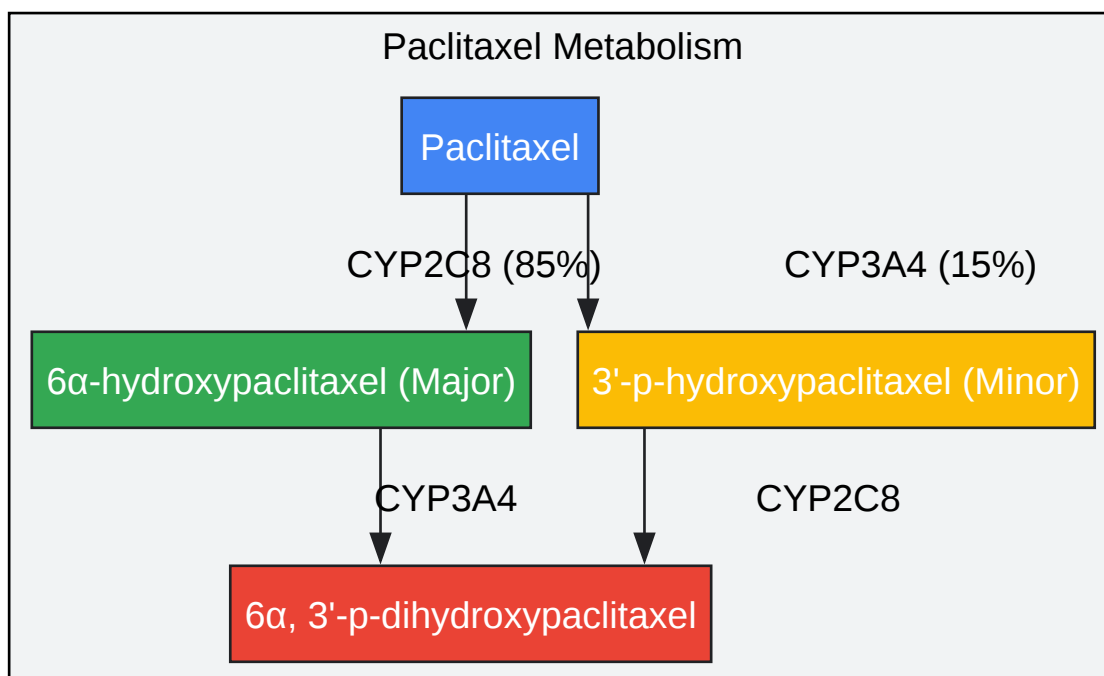 Paclitaxel Metabolism
Paclitaxel
CYP2C8 (85%)
CYP3A4 (15%)
6α-hydroxypaclitaxel (Major)
3'-p-hydroxypaclitaxel (Minor)
CYP3A4
CYP2C8
6α, 3'-p-dihydroxypaclitaxel